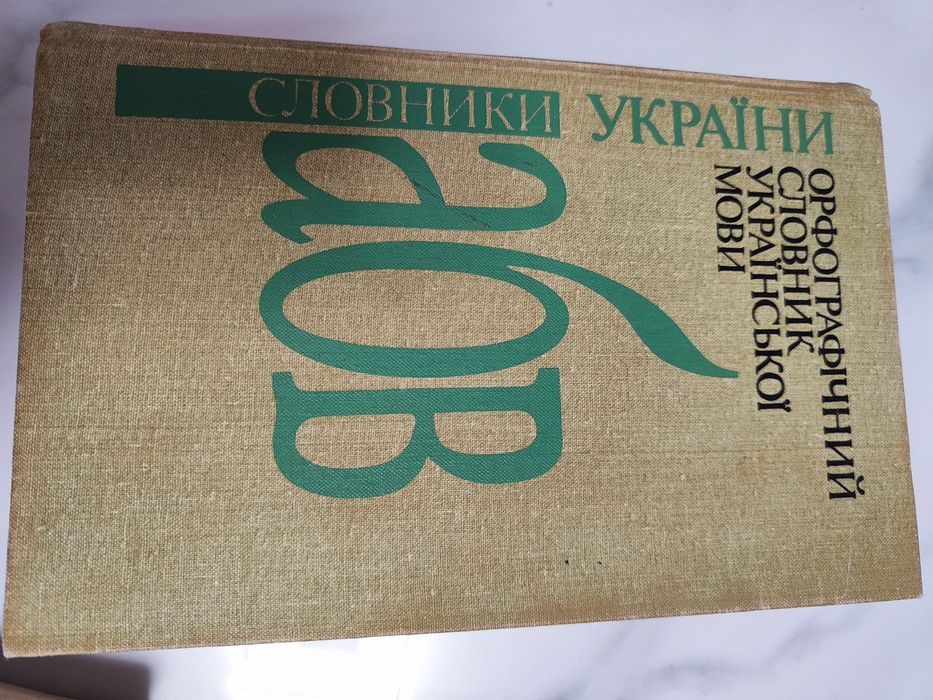 СЛОВНИКИ УКРАЇНИ
ОРФОГРАФІЧНИЙ
СЛОВНИК
УКРАЇНСЬКОЇ
МОВИ
абв